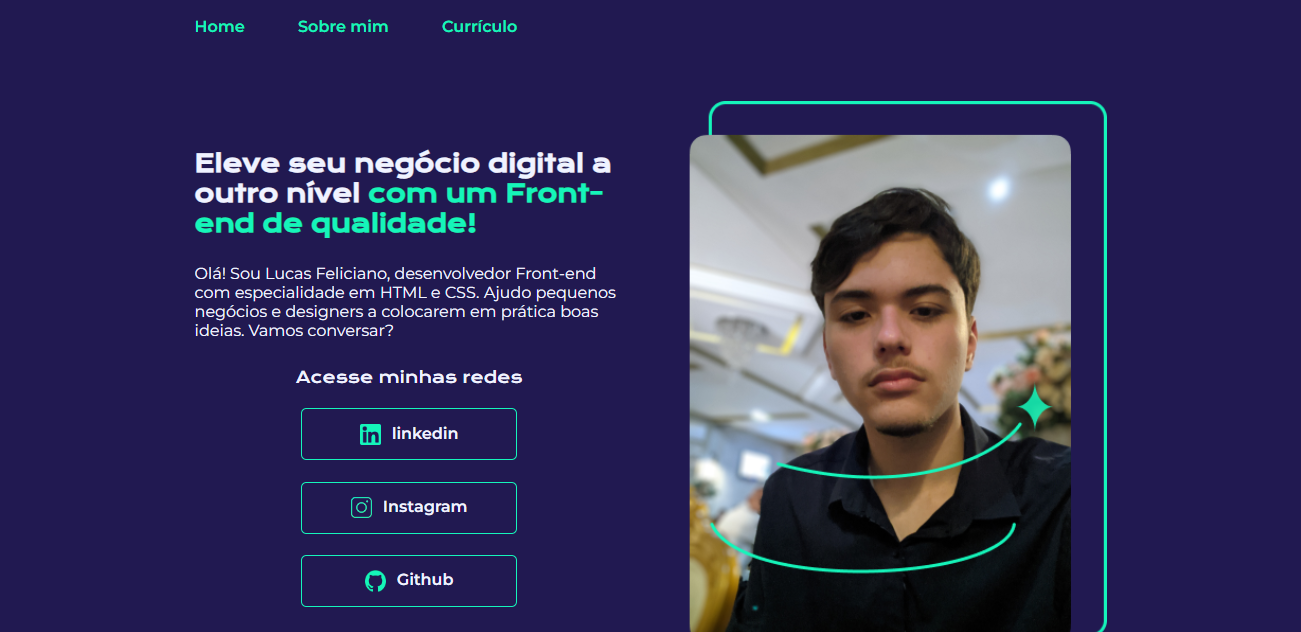 Home Sobre mim Currículo
Eleve seu negócio digital a
outro nível com um Front-
end de qualidade!
Olá! Sou Lucas Feliciano, desenvolvedor Front-end
com especialidade em HTML e CSS. Ajudo pequenos
negócios e designers a colocarem em prática boas
ideias. Vamos conversar?
Acesse minhas redes
in linkedin
Instagram
Github